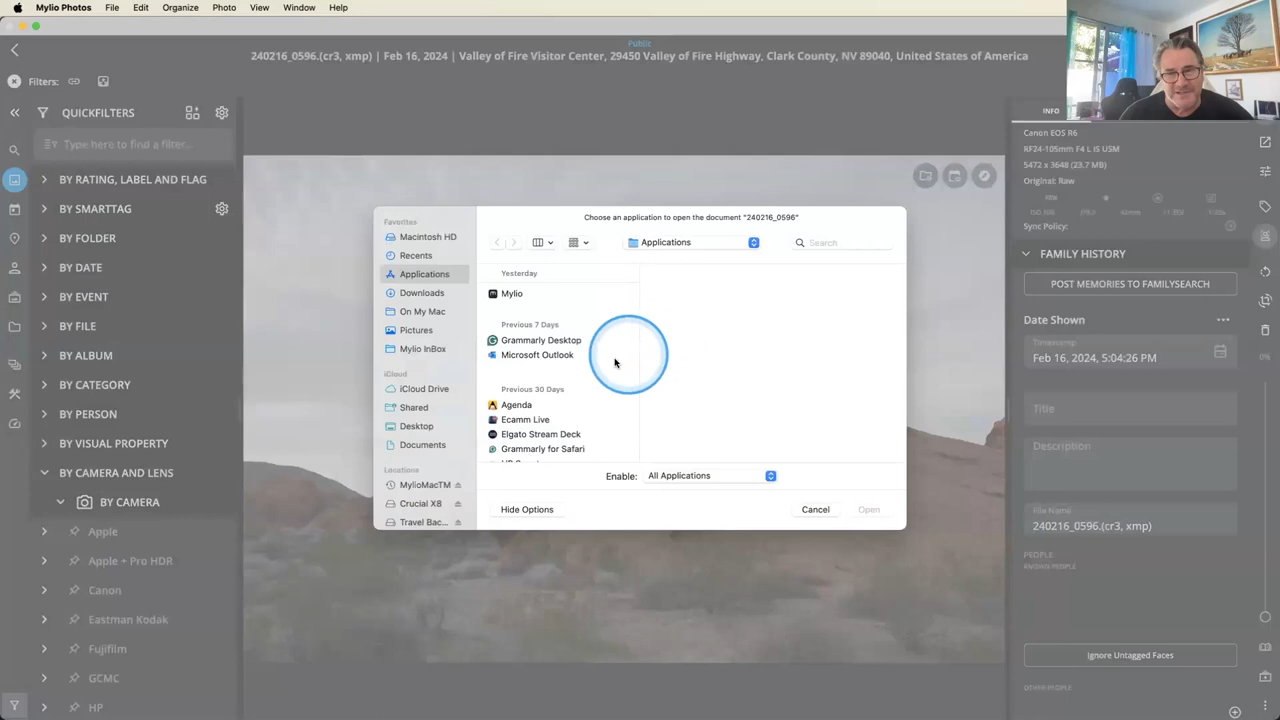 Mylio Photos File Edit Organize Photo View Window Help
Public
240216_0596.(cr3, xmp) | Feb 16, 2024 | Valley of Fire Visitor Center, 29450 Valley of Fire Highway, Clark County, NV 89040, United States of America
Filters:
QUICKFILTERS
Type here to find a filter...
BY RATING, LABEL AND FLAG
BY SMARTTAG
BY FOLDER
BY DATE
BY EVENT
BY FILE
BY ALBUM
BY CATEGORY
BY PERSON
BY VISUAL PROPERTY
BY CAMERA AND LENS
BY CAMERA
Apple
Apple + Pro HDR
Canon
Eastman Kodak
Fujifilm
GCMC
HP
Choose an application to open the document "240216_0596"
Favorites
Macintosh HD
Recents
Applications
Downloads
On My Mac
Pictures
Mylio InBox
iCloud
iCloud Drive
Shared
Desktop
Documents
Locations
MylioMacTM
Crucial X8
Travel Bac...
Applications
Search
Yesterday
Mylio
Previous 7 Days
Grammarly Desktop
Microsoft Outlook
Previous 30 Days
Agenda
Ecamm Live
Elgato Stream Deck
Grammarly for Safari
Enable: All Applications
Hide Options
Cancel
Open
INFO
Canon EOS R6
RF24-105mm F4 L IS USM
5472 x 3648 (23.7 MB)
Original: Raw
Sync Policy:
FAMILY HISTORY
POST MEMORIES TO FAMILYSEARCH
Date Shown
Timestamp
Feb 16, 2024, 5:04:26 PM
Title
Description
File Name
240216_0596.(cr3, xmp)
PEOPLE
Ignore Untagged Faces
OTHER PEOPLE
0%